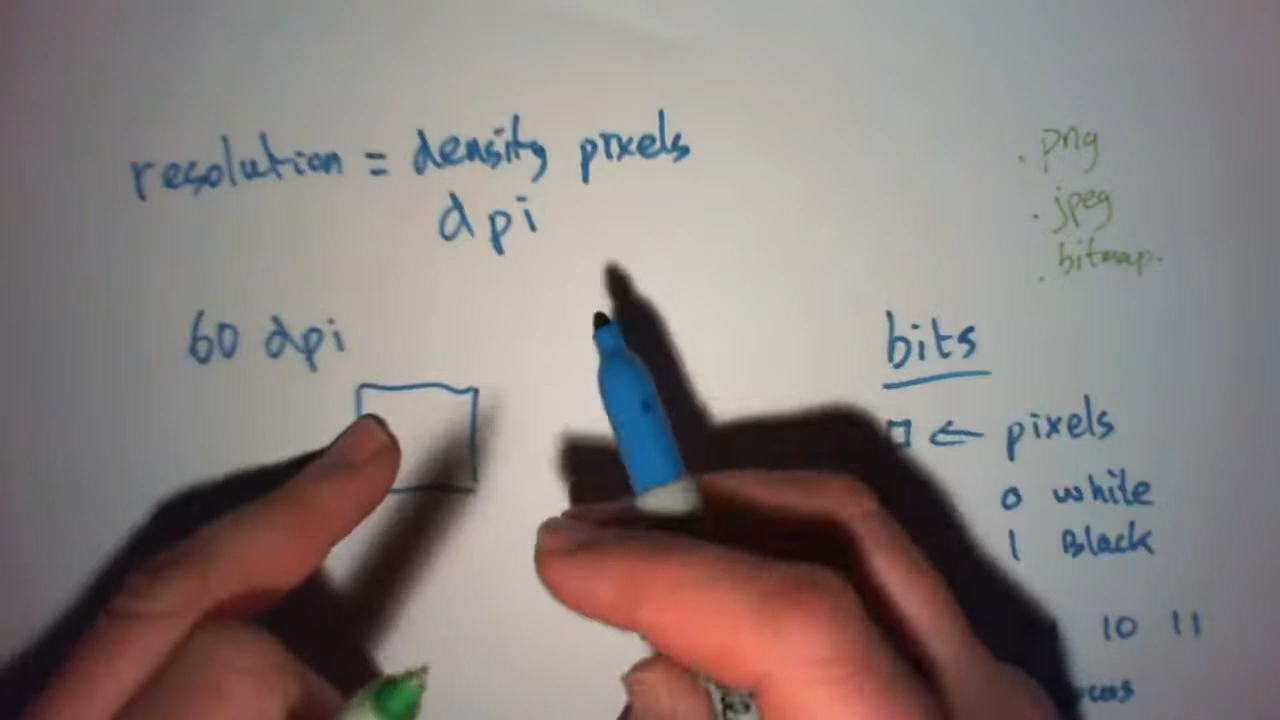 resolution = density pixels
dpi
60 dpi
. png
. jpeg
. bitmap.
bits
← pixels
0 white
1 Black
10 11